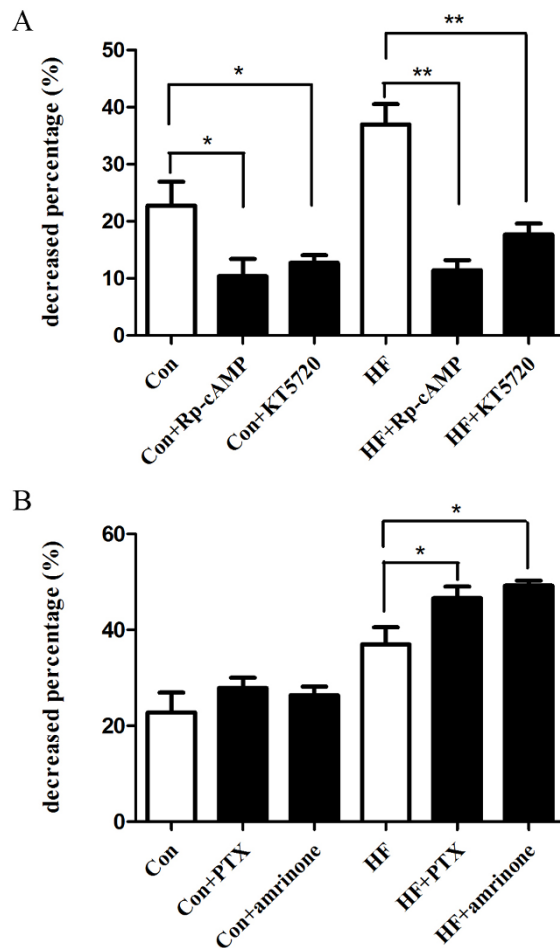 A
decreased percentage (%)
50
40
30
20
10
0
*
*
**
**
Con
Con+Rp-cAMP
Con+KT5720
HF
HF+Rp-cAMP
HF+KT5720
B
decreased percentage (%)
60
40
20
0
*
*
Con
Con+PTX
Con+amrinone
HF
HF+PTX
HF+amrinone